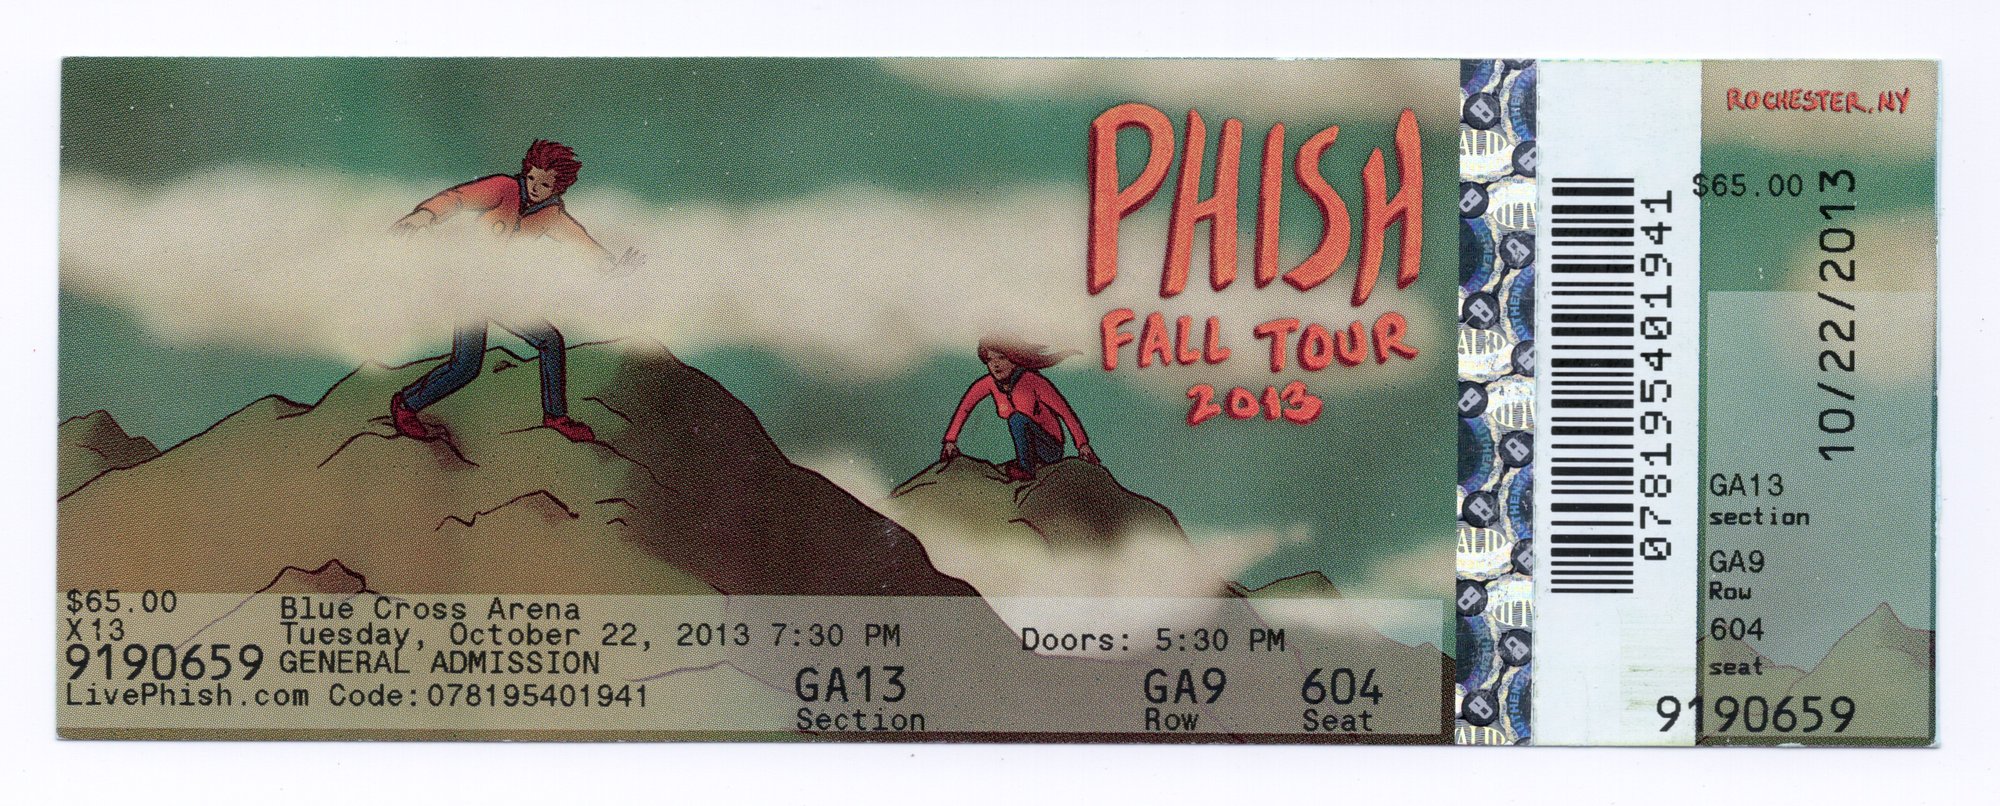 PHISH
FALL TOUR
2013
$65.00
X13
9190659
Blue Cross Arena
Tuesday, October 22, 2013 7:30 PM
GENERAL ADMISSION
Doors: 5:30 PM
LivePhish.com Code:078195401941
GA13
Section
GA9
Row
604
Seat
078195401941
ROCHESTER, NY
$65.00
10/22/2013
GA13
section
GA9
Row
604
seat
9190659